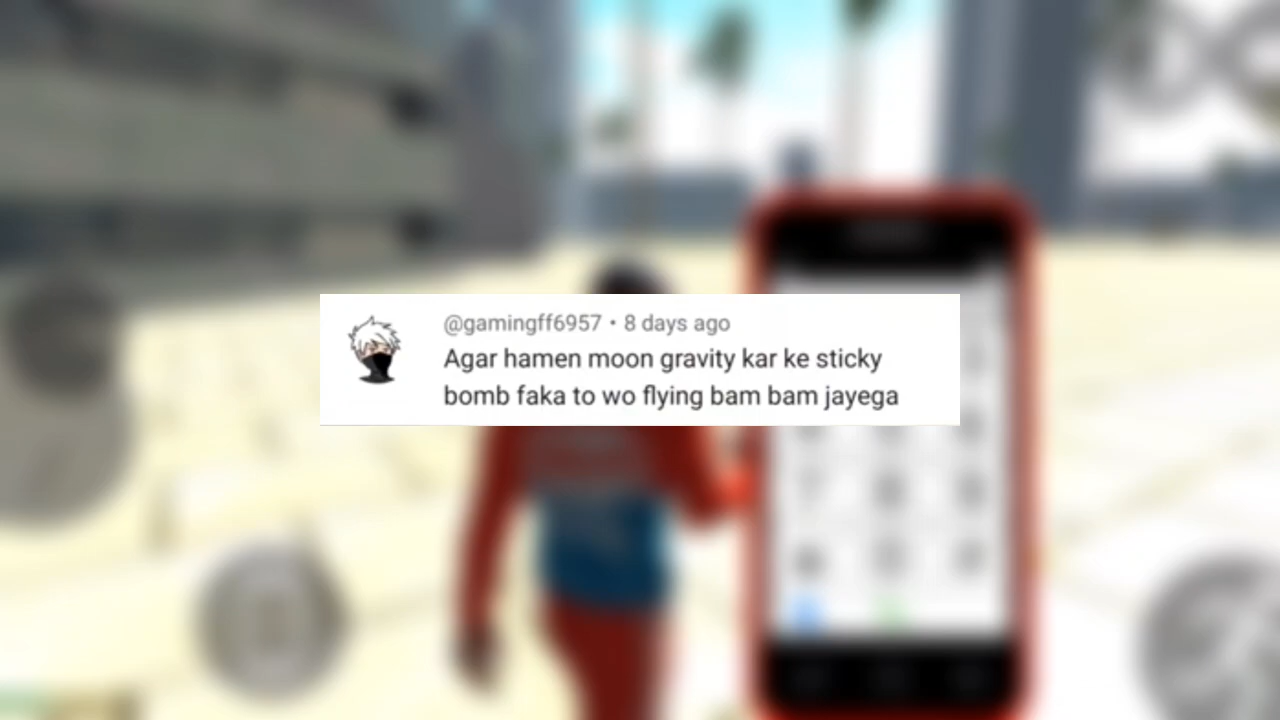 @gamingff6957 • 8 days ago
Agar hamen moon gravity kar ke sticky
bomb faka to wo flying bam bam jayega